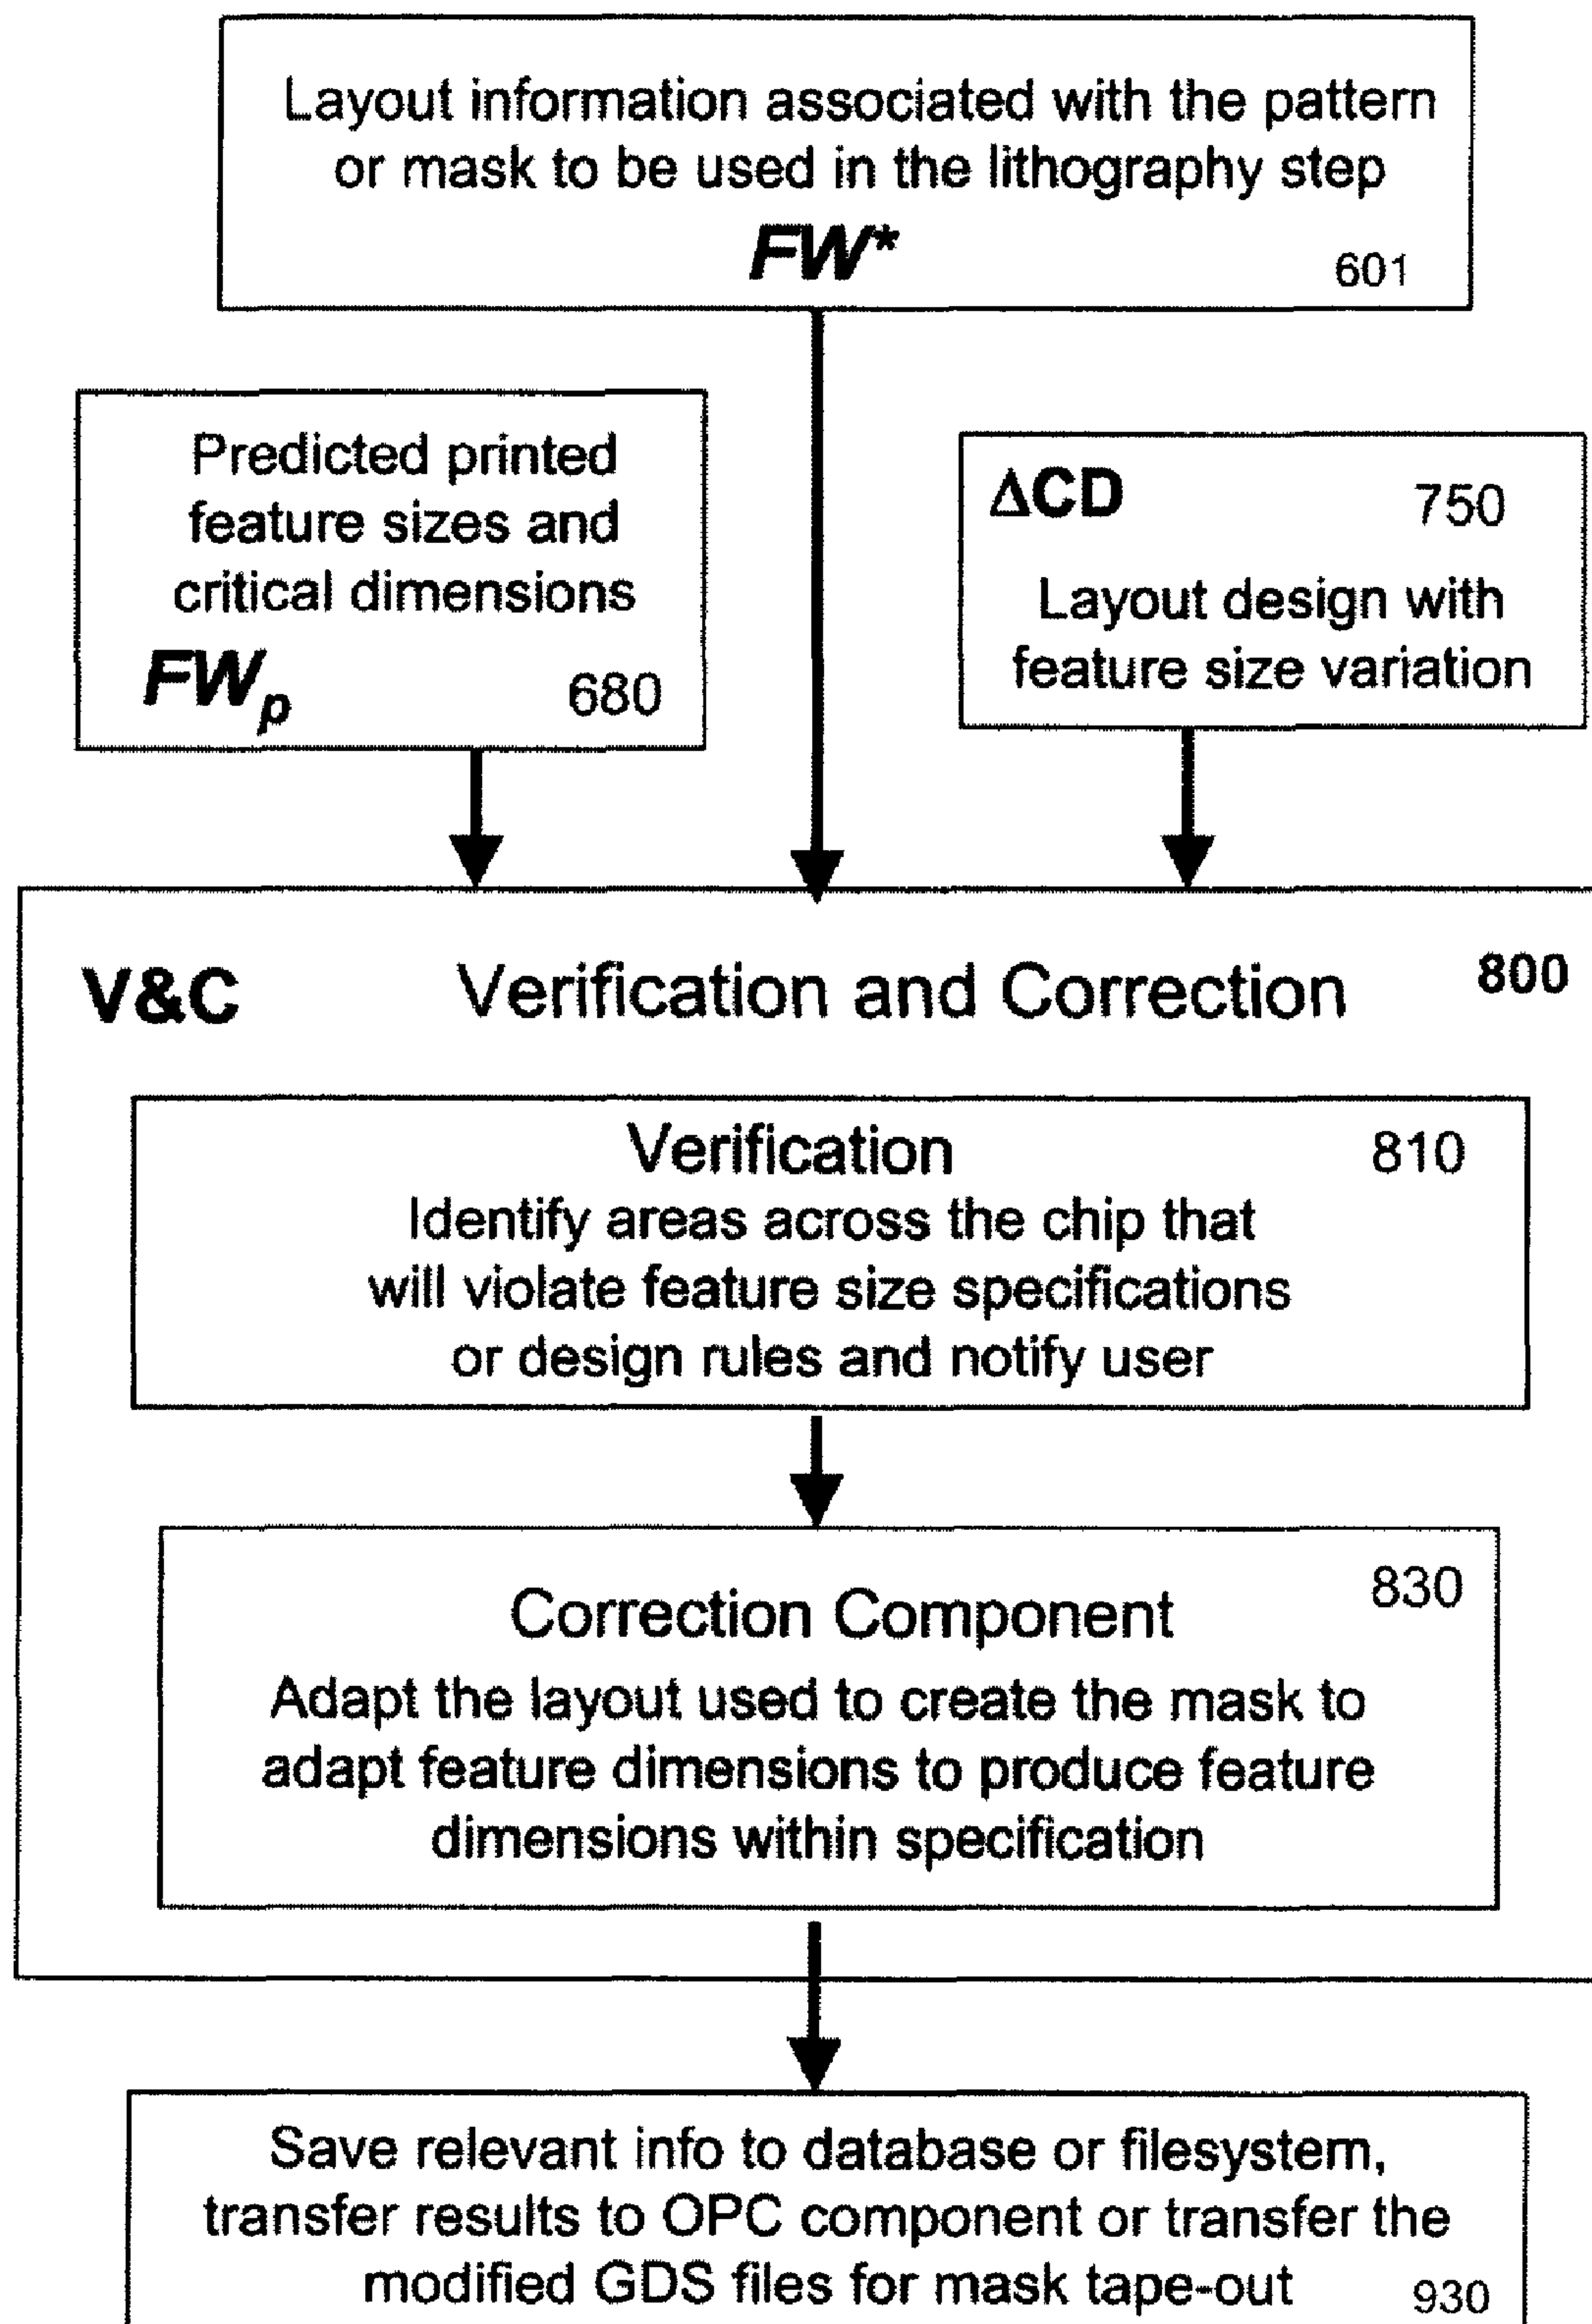 Layout information associated with the pattern
or mask to be used in the lithography step
FW*
601
Predicted printed
feature sizes and
critical dimensions
FWp
680
ΔCD
750
Layout design with
feature size variation
V&C
Verification and Correction
800
Verification
810
Identify areas across the chip that
will violate feature size specifications
or design rules and notify user
Correction Component
830
Adapt the layout used to create the mask to
adapt feature dimensions to produce feature
dimensions within specification
Save relevant info to database or filesystem,
transfer results to OPC component or transfer the
modified GDS files for mask tape-out
930